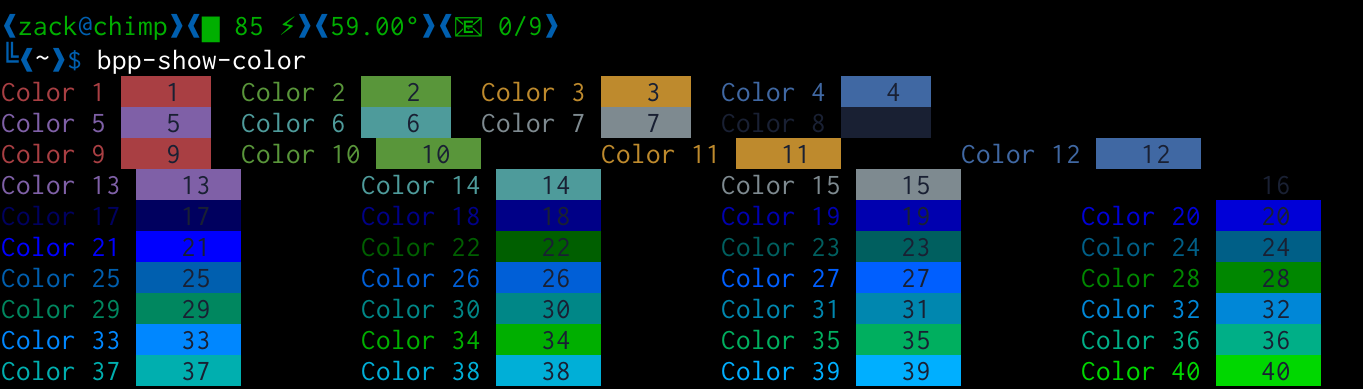 ❬zack@chimp❭❬█ 85 ⚡❭❬59.00°❭❬🖂 0/9❭
╚❬~❭$ bpp-show-color
Color 1 1 Color 2 2 Color 3 3 Color 4 4
Color 5 5 Color 6 6 Color 7 7 Color 8
Color 9 9 Color 10 10 Color 11 11 Color 12 12
Color 13 13 Color 14 14 Color 15 15 16
Color 17 17 Color 18 18 Color 19 19 Color 20 20
Color 21 21 Color 22 22 Color 23 23 Color 24 24
Color 25 25 Color 26 26 Color 27 27 Color 28 28
Color 29 29 Color 30 30 Color 31 31 Color 32 32
Color 33 33 Color 34 34 Color 35 35 Color 36 36
Color 37 37 Color 38 38 Color 39 39 Color 40 40